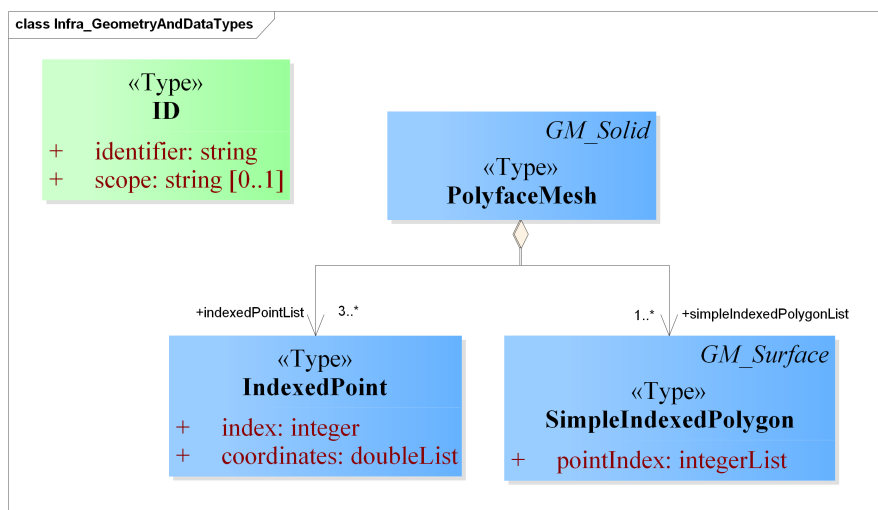 class Infra_GeometryAndDataTypes
«Type»
ID
+ identifier: string
+ scope: string [0..1]
GM_Solid
«Type»
PolyfaceMesh
+indexedPointList 3..*
1..* +simpleIndexedPolygonList
«Type»
IndexedPoint
+ index: integer
+ coordinates: doubleList
GM_Surface
«Type»
SimpleIndexedPolygon
+ pointIndex: integerList